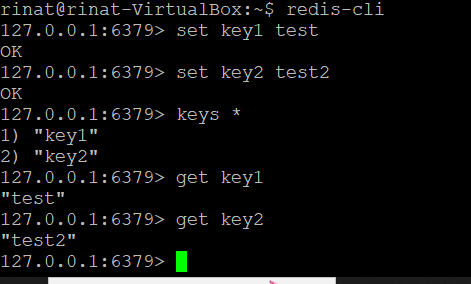 rinat@rinat-VirtualBox:~$ redis-cli
127.0.0.1:6379> set key1 test
OK
127.0.0.1:6379> set key2 test2
OK
127.0.0.1:6379> keys *
1) "key1"
2) "key2"
127.0.0.1:6379> get key1
"test"
127.0.0.1:6379> get key2
"test2"
127.0.0.1:6379>